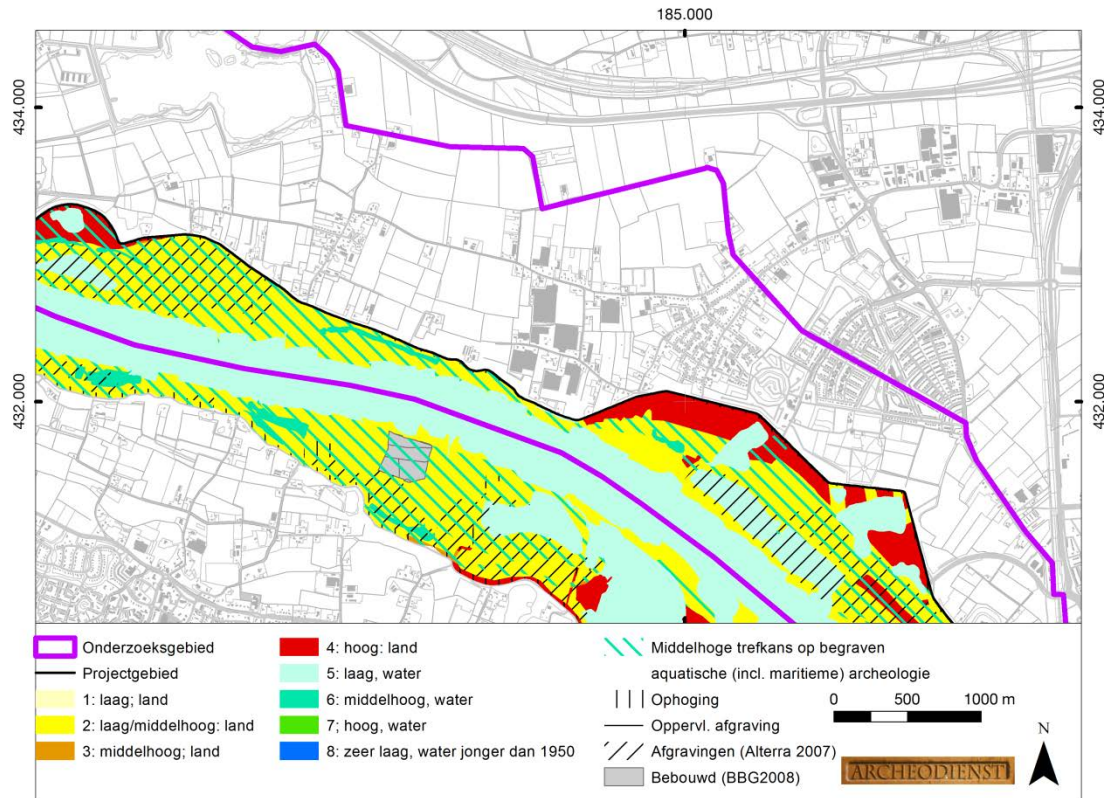 185.000
434.000
434.000
432.000
432.000
Onderzoeksgebied
Projectgebied
1: laag; land
2: laag/middelhoog: land
3: middelhoog; land
4: hoog: land
5: laag, water
6: middelhoog, water
7; hoog, water
8: zeer laag, water jonger dan 1950
Middelhoge trefkans op begraven
aquatische (incl. maritieme) archeologie
Ophoging
Oppervl. afgraving
Afgravingen (Alterra 2007)
Bebouwd (BBG2008)
0 500 1000 m
N
ARCHEODIENST